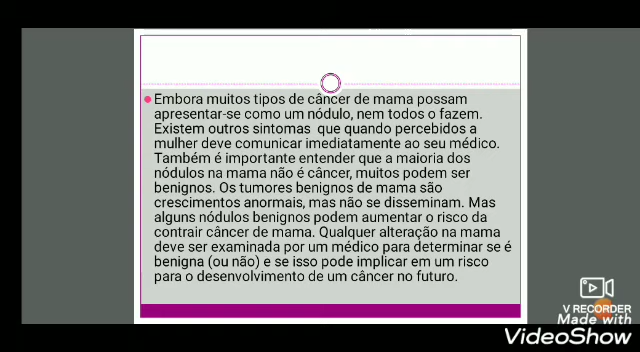 Embora muitos tipos de câncer de mama possam
apresentar-se como um nódulo, nem todos o fazem.
Existem outros sintomas que quando percebidos a
mulher deve comunicar imediatamente ao seu médico.
Também é importante entender que a maioria dos
nódulos na mama não é câncer, muitos podem ser
benignos. Os tumores benignos de mama são
crescimentos anormais, mas não se disseminam. Mas
alguns nódulos benignos podem aumentar o risco da
contrair câncer de mama. Qualquer alteração na mama
deve ser examinada por um médico para determinar se é
benigna (ou não) e se isso pode implicar em um risco
para o desenvolvimento de um câncer no futuro.
V RECORDER
Made with
VideoShow